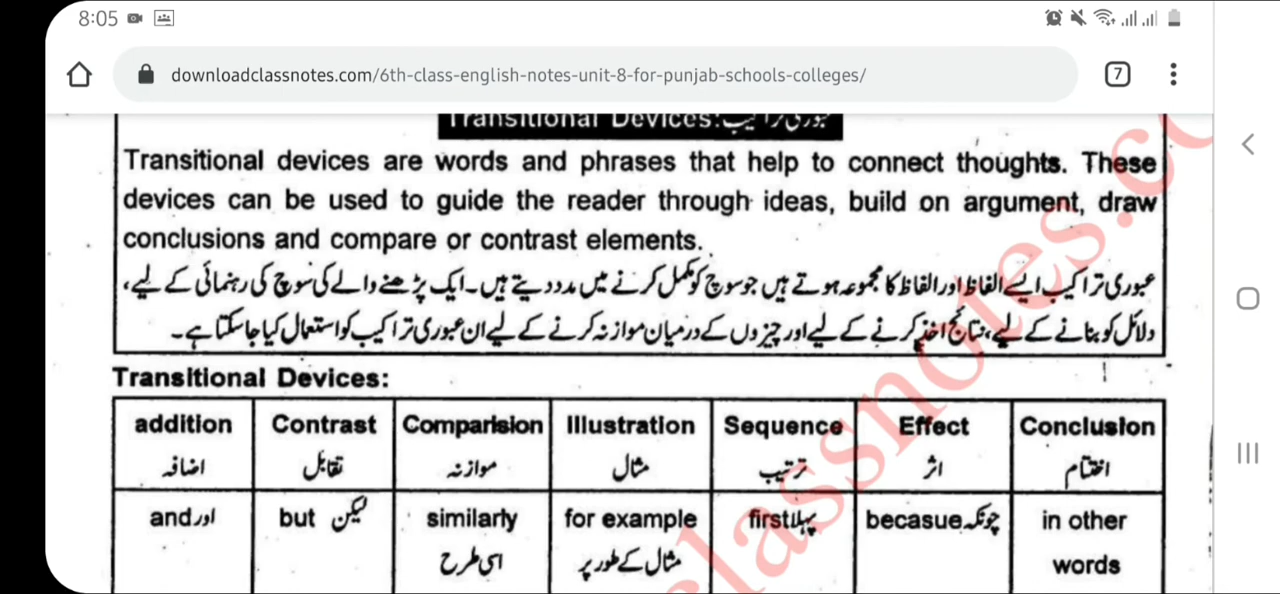 8:05
downloadclassnotes.com/6th-class-english-notes-unit-8-for-punjab-schools-colleges/
7
Transitional Devices: عبوری تراکیب
Transitional devices are words and phrases that help to connect thoughts. These
devices can be used to guide the reader through ideas, build on argument, draw
conclusions and compare or contrast elements.
عبوری تراکیب ایسے الفاظ اور الفاظ کا مجموعہ ہوتے ہیں جو سوچ کو مکمل کرنے میں مدد دیتے ہیں۔ ایک پڑھنے والے کی سوچ کی رہنمائی کے لیے،
دلائل کو بنانے کے لیے، نتائج اخذ کرنے کے لیے اور چیزوں کے درمیان موازنہ کرنے کے لیے ان عبوری تراکیب کو استعمال کیا جا سکتا ہے۔
Transitional Devices:
addition Contrast Comparision Illustration Sequence Effect Conclusion
اضافہ تقابل موازنہ مثال ترتیب اثر اختتام
and اور but لیکن similarly for example first پہلا becasue چونکہ in other
اسی طرح مثال کے طور پر words
classnotes.co